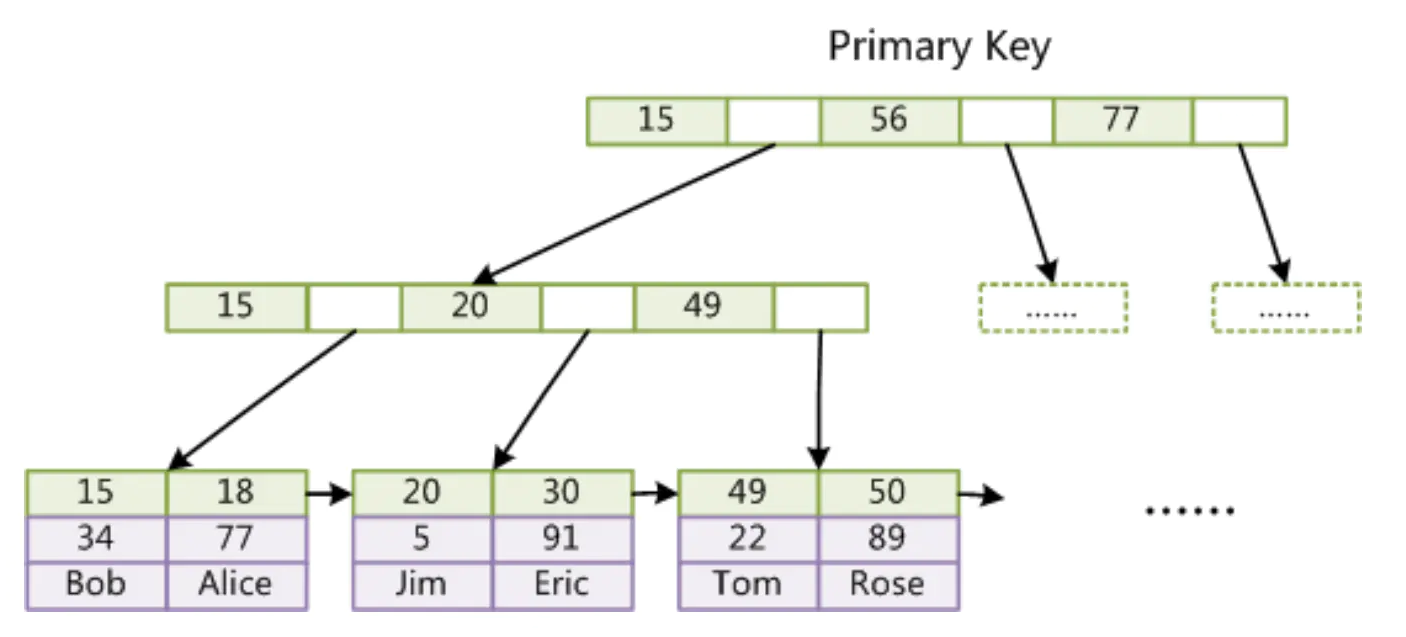 Primary Key
15 56 77
15 20 49
...... ......
15 18 20 30 49 50
......
34 77 5 91 22 89
Bob Alice Jim Eric Tom Rose